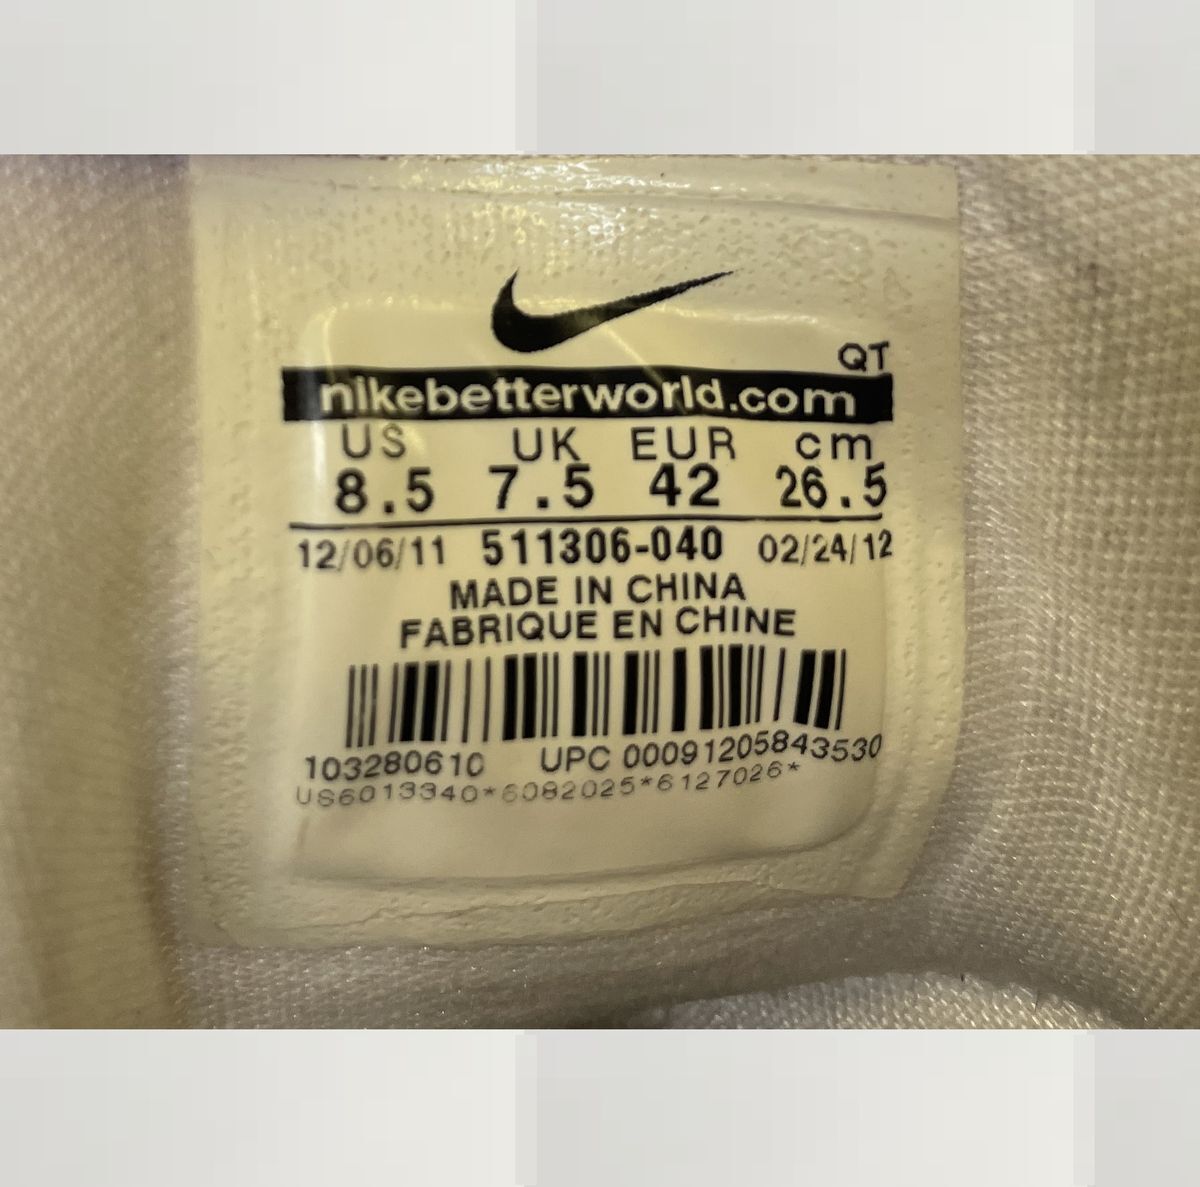 QT
nikebetterworld.com
US UK EUR cm
8.5 7.5 42 26.5
12/06/11 511306-040 02/24/12
MADE IN CHINA
FABRIQUE EN CHINE
103280610 UPC 00091205843530
US6013340*6082025*6127026*